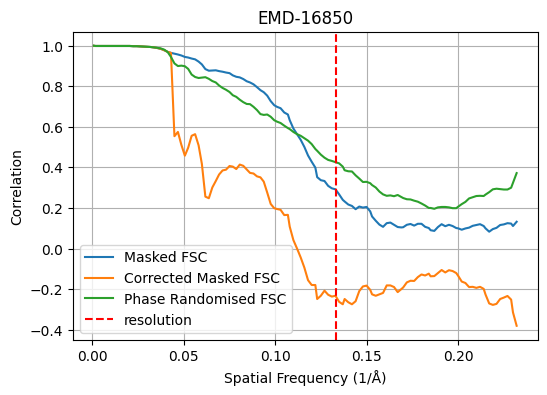 EMD-16850
Correlation
1.0
0.8
0.6
0.4
0.2
0.0
−0.2
−0.4
Masked FSC
Corrected Masked FSC
Phase Randomised FSC
resolution
0.00 0.05 0.10 0.15 0.20
Spatial Frequency (1/Å)